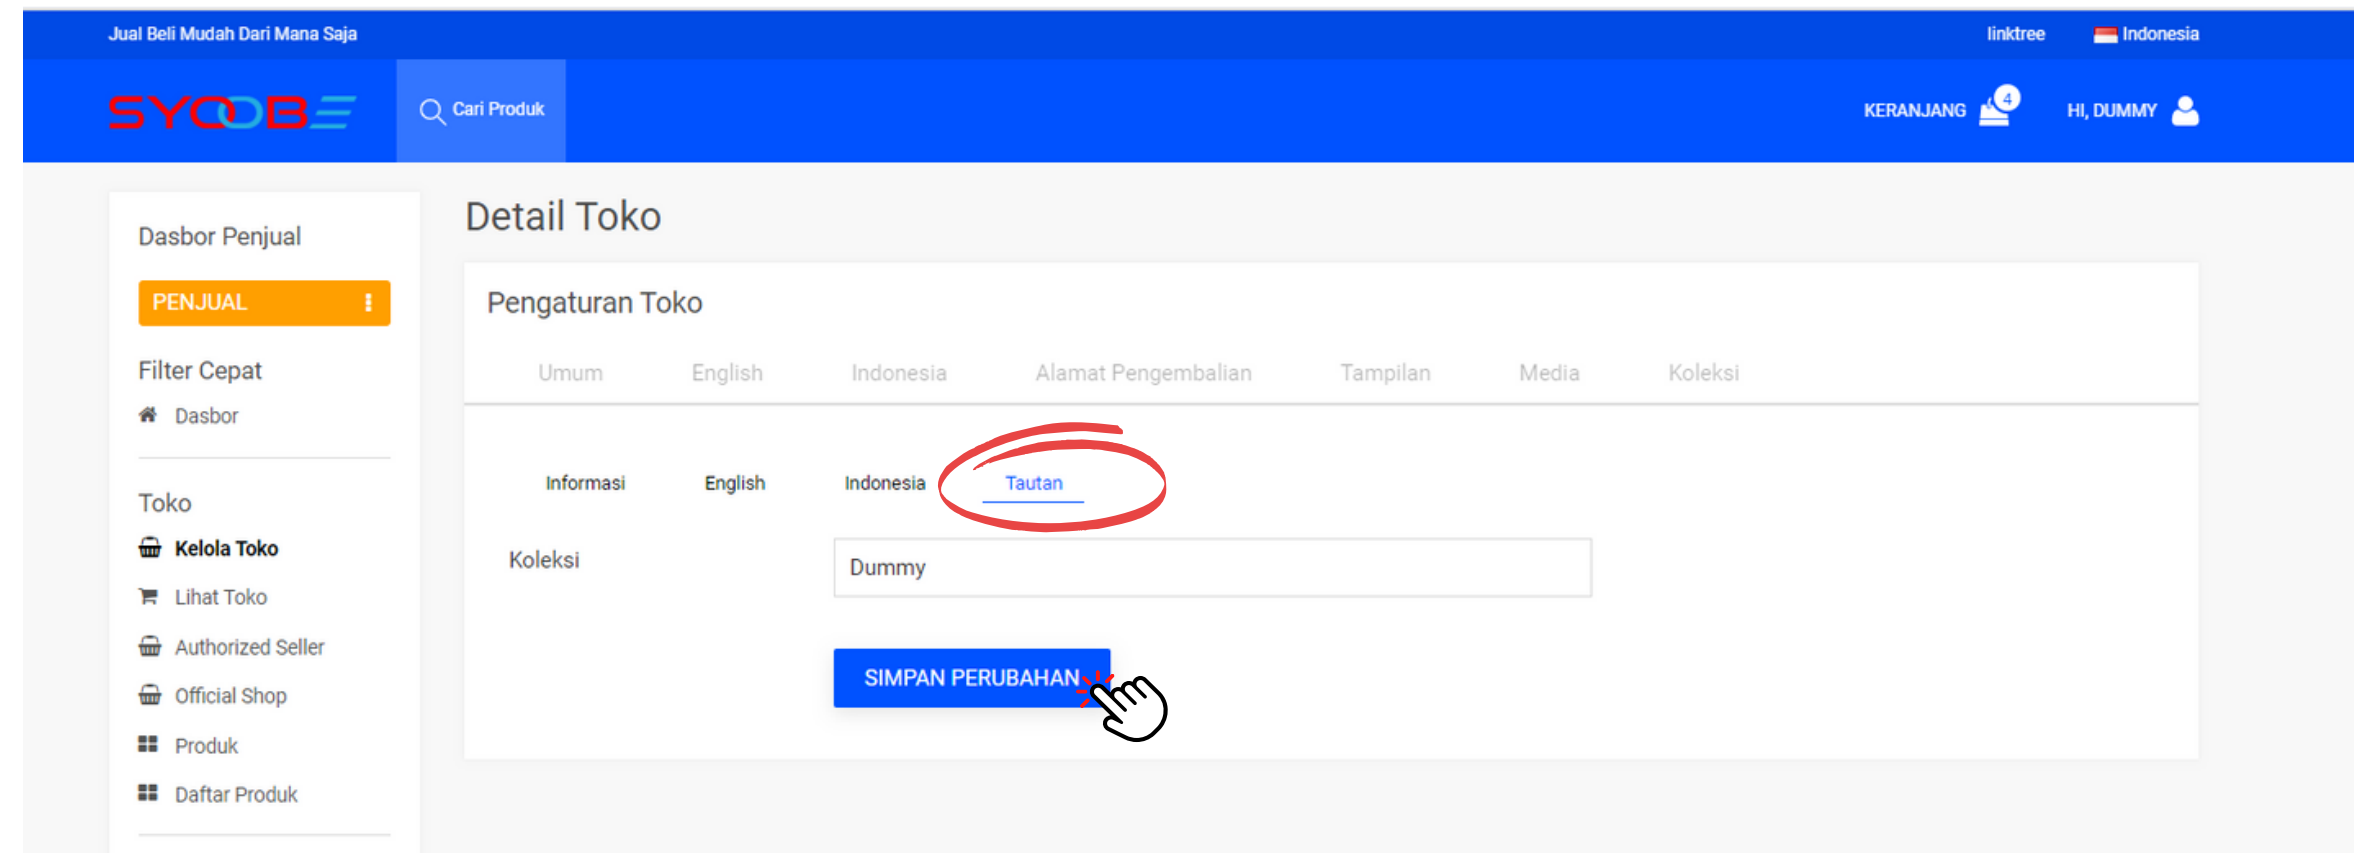 Jual Beli Mudah Dari Mana Saja
linktree Indonesia
SYOOBE
Cari Produk
KERANJANG 4 HI, DUMMY
Dasbor Penjual
PENJUAL
Filter Cepat
Dasbor
Toko
Kelola Toko
Lihat Toko
Authorized Seller
Official Shop
Produk
Daftar Produk
Detail Toko
Pengaturan Toko
Umum English Indonesia Alamat Pengembalian Tampilan Media Koleksi
Informasi English Indonesia Tautan
Koleksi Dummy
SIMPAN PERUBAHAN